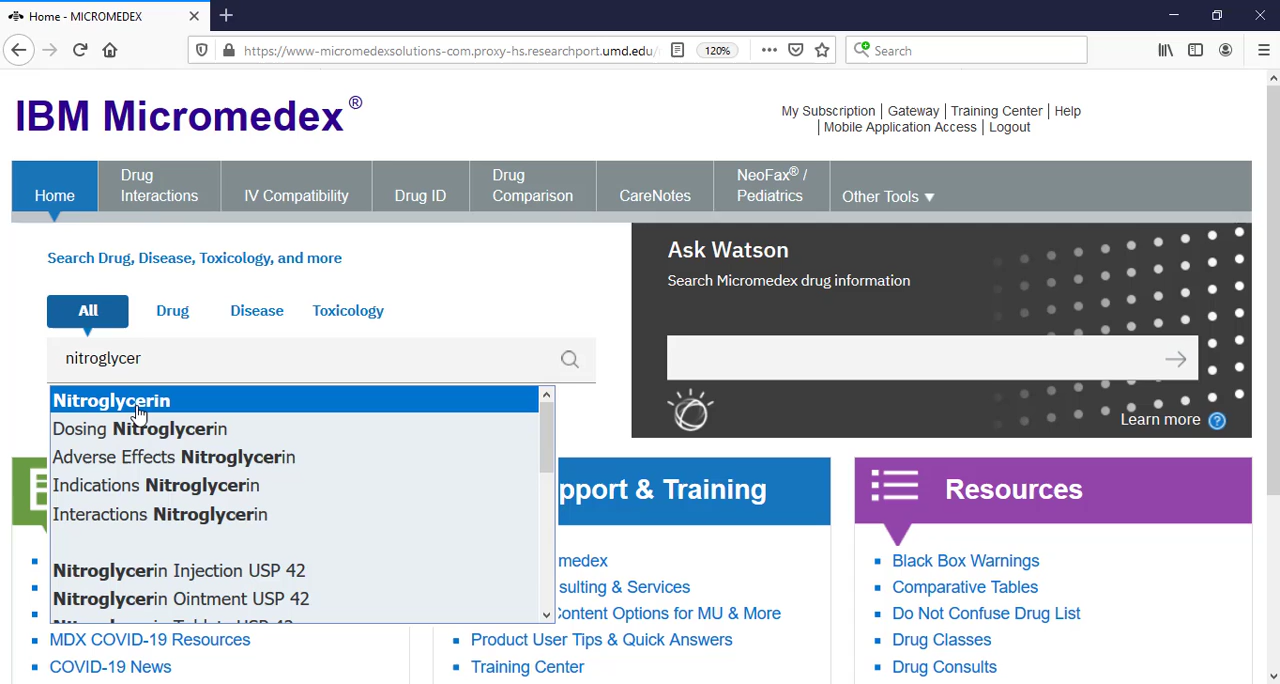 Home - MICROMEDEX
https://www-micromedexsolutions-com.proxy-hs.researchport.umd.edu/
120%
Search
IBM Micromedex®
My Subscription | Gateway | Training Center | Help
| Mobile Application Access | Logout
Home
Drug Interactions
IV Compatibility
Drug ID
Drug Comparison
CareNotes
NeoFax® / Pediatrics
Other Tools ▼
Search Drug, Disease, Toxicology, and more
All
Drug
Disease
Toxicology
nitroglycer
Nitroglycerin
Dosing Nitroglycerin
Adverse Effects Nitroglycerin
Indications Nitroglycerin
Interactions Nitroglycerin
Nitroglycerin Injection USP 42
Nitroglycerin Ointment USP 42
Ask Watson
Search Micromedex drug information
Learn more ?
MDX COVID-19 Resources
COVID-19 News
pport & Training
medex
sulting & Services
Content Options for MU & More
Product User Tips & Quick Answers
Training Center
Resources
Black Box Warnings
Comparative Tables
Do Not Confuse Drug List
Drug Classes
Drug Consults